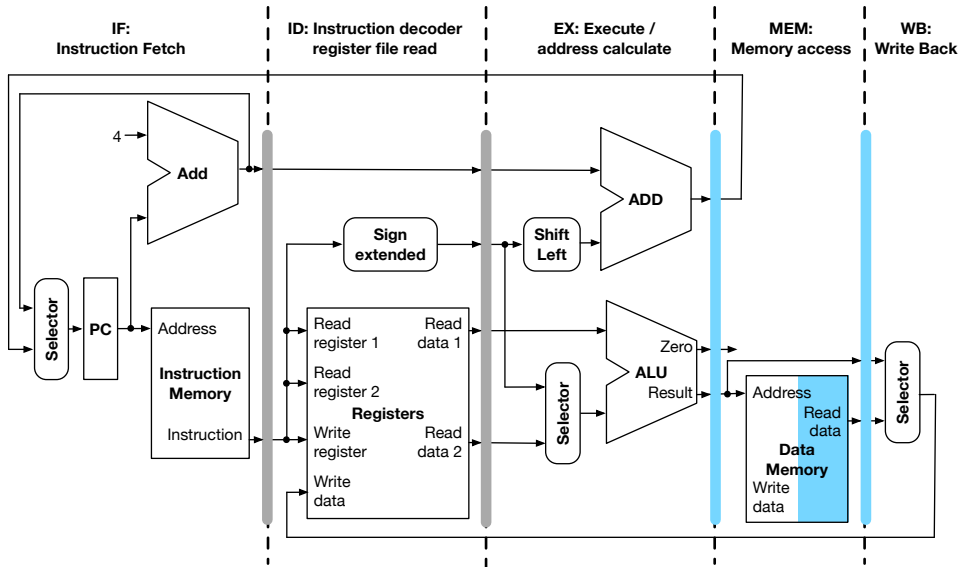 IF:
Instruction Fetch
ID: Instruction decoder
register file read
EX: Execute /
address calculate
MEM:
Memory access
WB:
Write Back
4
Add
ADD
Sign
extended
Shift
Left
Selector
PC
Address
Instruction
Memory
Instruction
Read
register 1
Read
data 1
Read
register 2
Registers
Write
register
Read
data 2
Write
data
Selector
Zero
ALU
Result
Address
Read
data
Data
Memory
Write
data
Selector